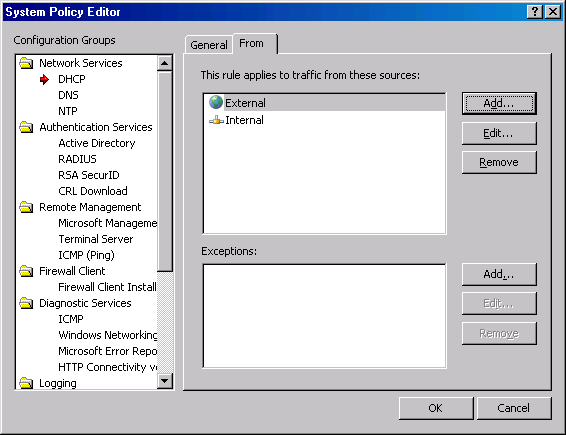 System Policy Editor
Configuration Groups
Network Services
DHCP
DNS
NTP
Authentication Services
Active Directory
RADIUS
RSA SecurID
CRL Download
Remote Management
Microsoft Manageme
Terminal Server
ICMP (Ping)
Firewall Client
Firewall Client Install
Diagnostic Services
ICMP
Windows Networking
Microsoft Error Repo
HTTP Connectivity ve
Logging
General
From
This rule applies to traffic from these sources:
External
Internal
Add...
Edit...
Remove
Exceptions:
Add...
Edit...
Remove
OK
Cancel